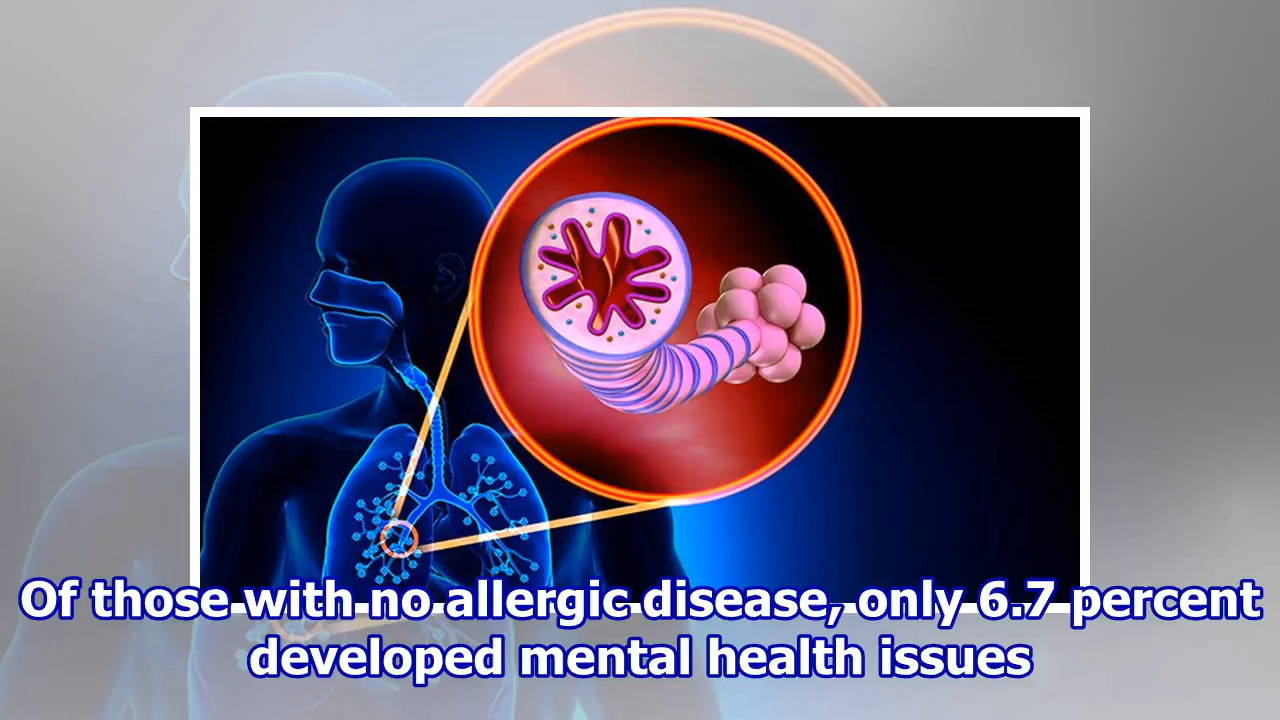 Of those with no allergic disease, only 6.7 percent
developed mental health issues